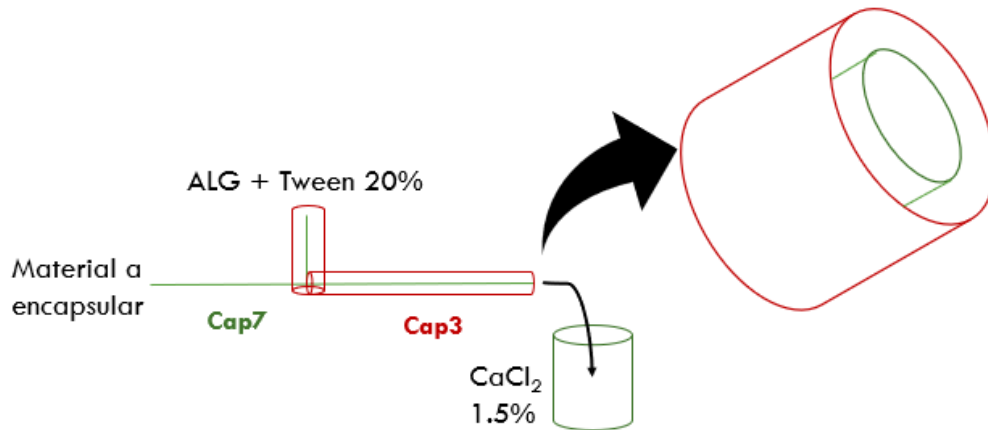 ALG + Tween 20%
Material a
encapsular
Cap7
Cap3
CaCl₂
1.5%